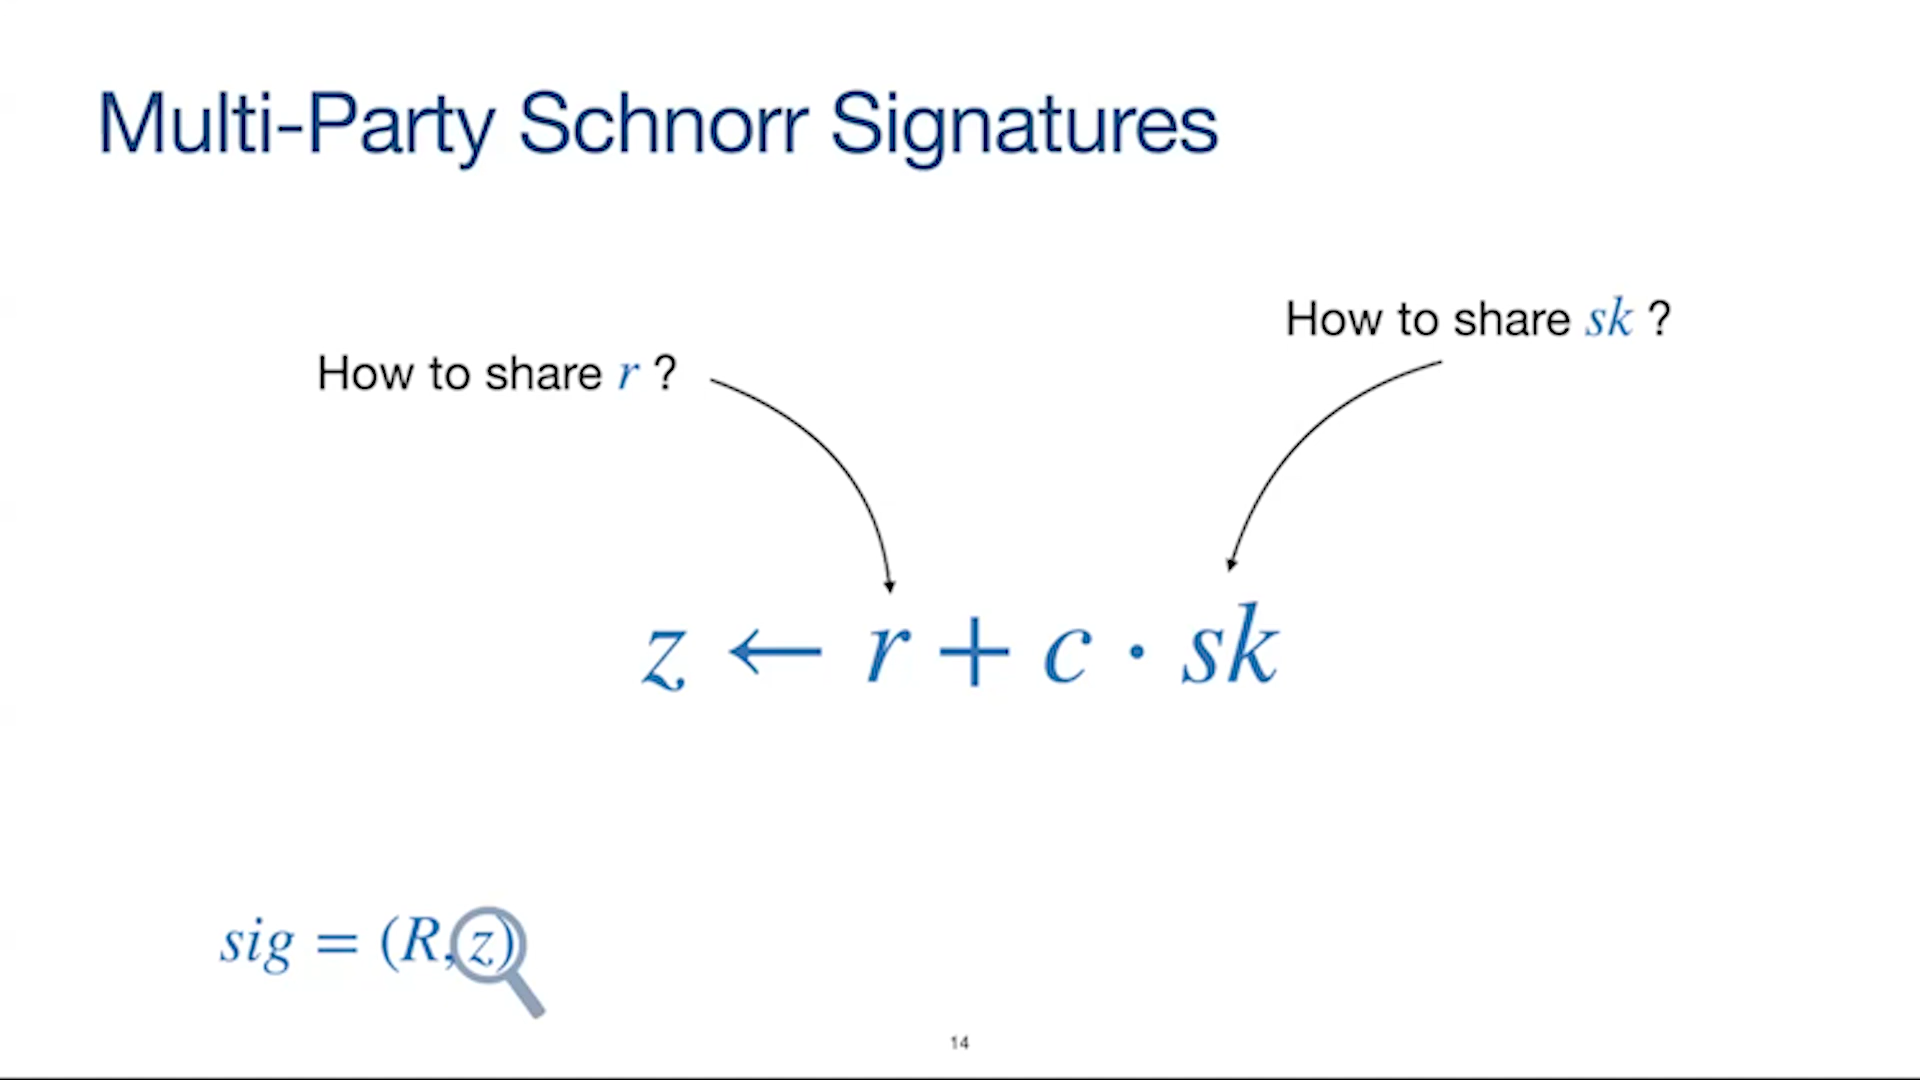 Multi-Party Schnorr Signatures
How to share sk ?
How to share r ?
z ← r + c · sk
sig = (R, z)
14